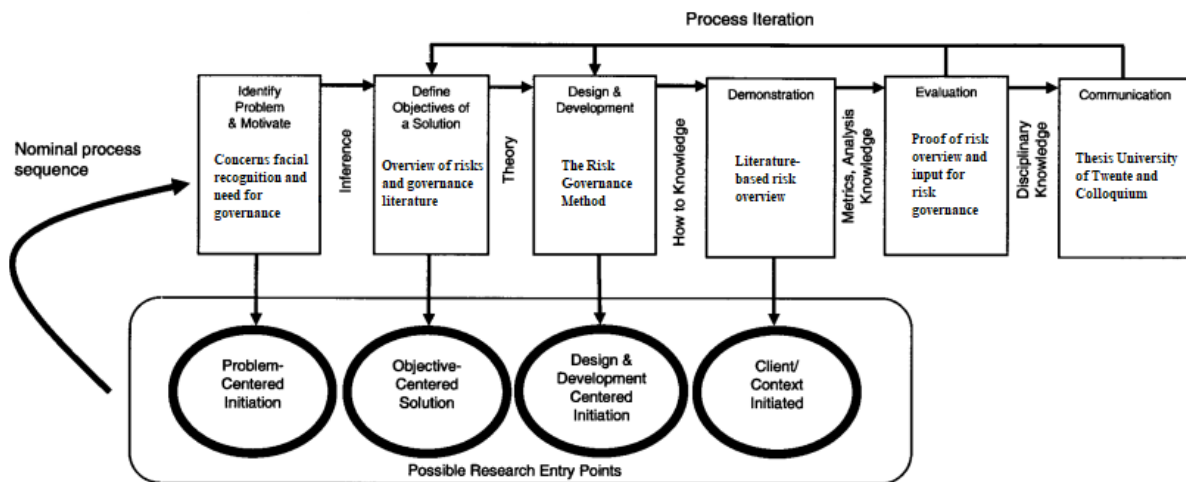 Process Iteration
Nominal process
sequence
Identify
Problem
& Motivate
Concerns facial
recognition and
need for
governance
Inference
Define
Objectives of
a Solution
Overview of risks
and governance
literature
Theory
Design &
Development
The Risk
Governance
Method
How to Knowledge
Demonstration
Literature-
based risk
overview
Metrics, Analysis
Knowledge
Evaluation
Proof of risk
overview and
input for
risk
governance
Disciplinary
Knowledge
Communication
Thesis University
of Twente and
Colloquium
Problem-
Centered
Initiation
Objective-
Centered
Solution
Design &
Development
Centered
Initiation
Client/
Context
Initiated
Possible Research Entry Points